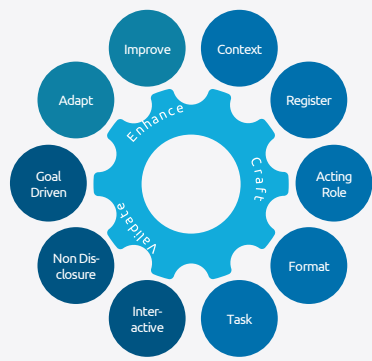 Improve
Context
Register
Acting
Role
Format
Task
Inter-
active
Non Dis-
closure
Goal
Driven
Adapt
Enhance
Craft
Validate